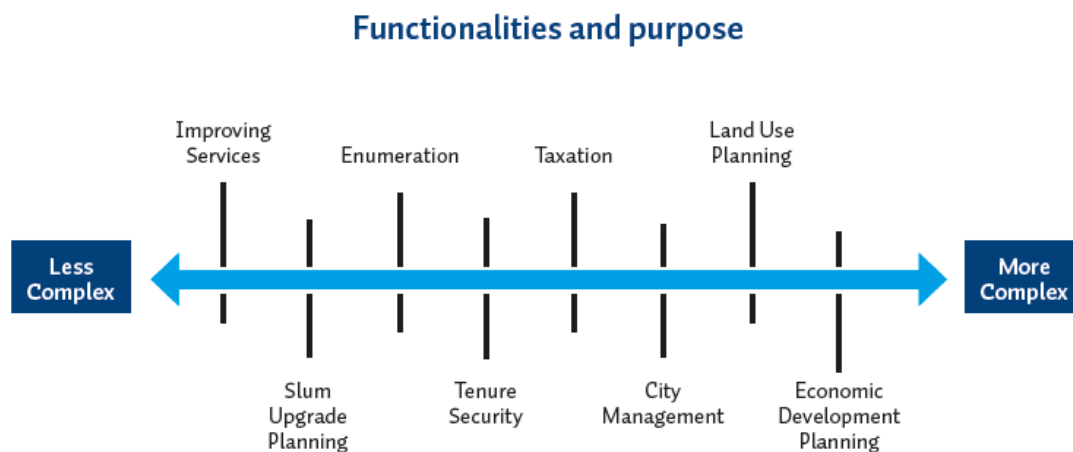 Functionalities and purpose
Improving
Services
Enumeration
Taxation
Land Use
Planning
Less
Complex
More
Complex
Slum
Upgrade
Planning
Tenure
Security
City
Management
Economic
Development
Planning